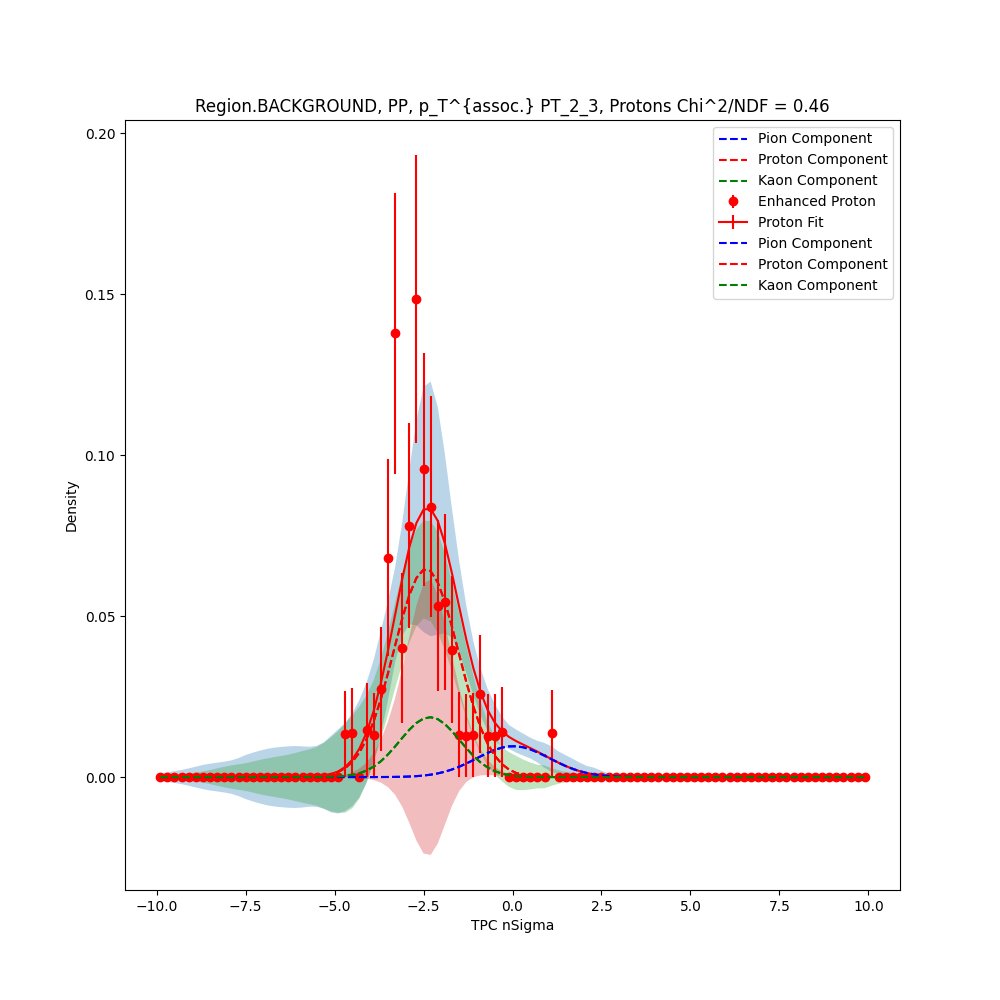 Region.BACKGROUND, PP, p_T^{assoc.} PT_2_3, Protons Chi^2/NDF = 0.46
Pion Component
Proton Component
Kaon Component
Enhanced Proton
Proton Fit
Pion Component
Proton Component
Kaon Component
0.20
0.15
0.10
0.05
0.00
Density
−10.0 −7.5 −5.0 −2.5 0.0 2.5 5.0 7.5 10.0
TPC nSigma